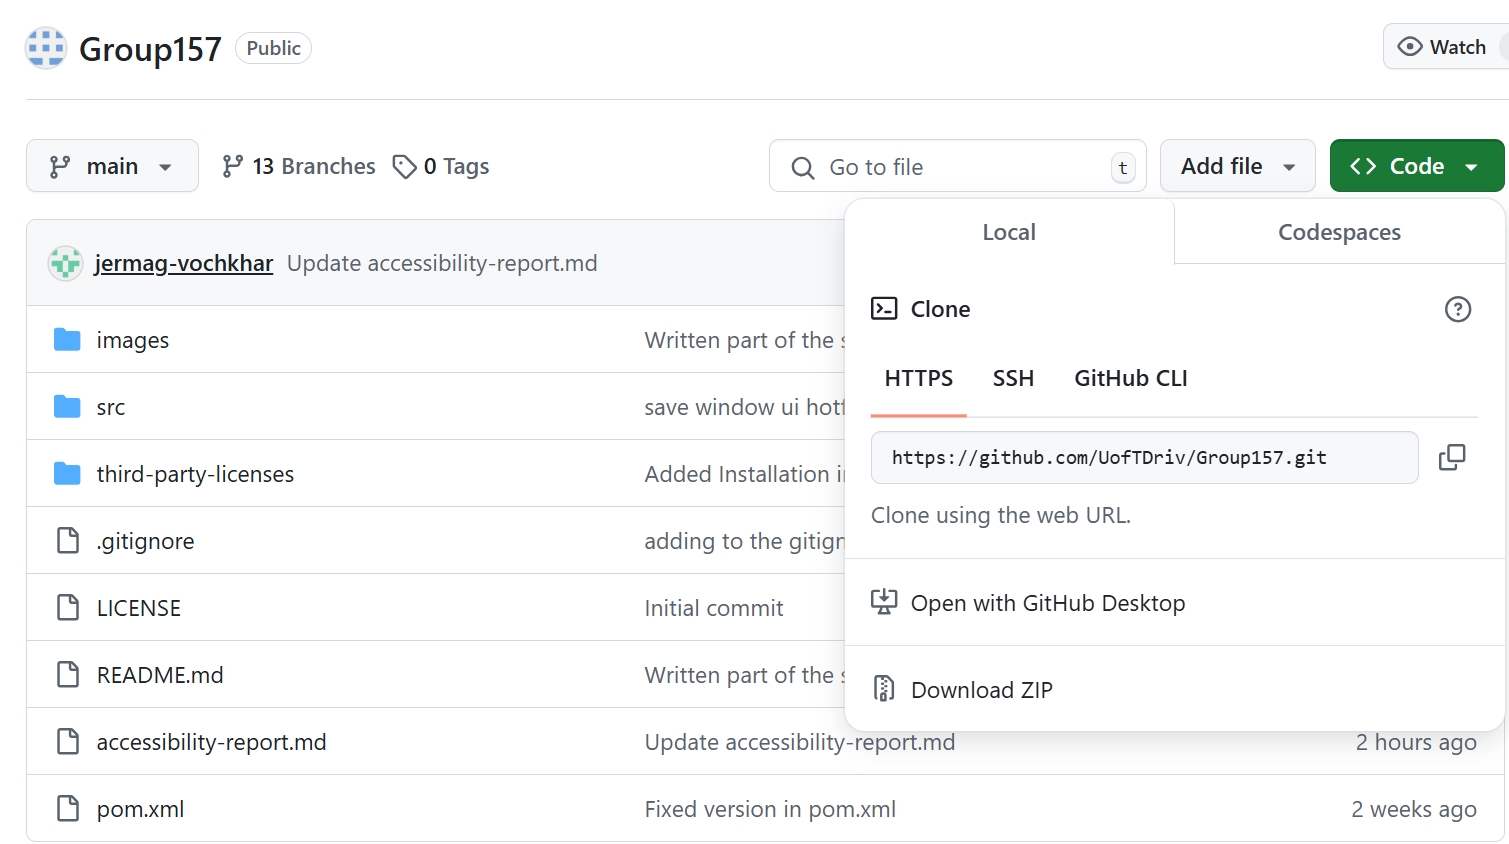 Group157 Public Watch
main 13 Branches 0 Tags Go to file t Add file Code
Local Codespaces
jermag-vochkhar Update accessibility-report.md
Clone
images Written part of the
HTTPS SSH GitHub CLI
src save window ui
https://github.com/UofTDriv/Group157.git
third-party-licenses Added Installation
Clone using the web URL.
.gitignore adding to the
LICENSE Initial commit
Open with GitHub Desktop
README.md Written part of the
Download ZIP
accessibility-report.md Update accessibility-report.md 2 hours ago
pom.xml Fixed version in pom.xml 2 weeks ago